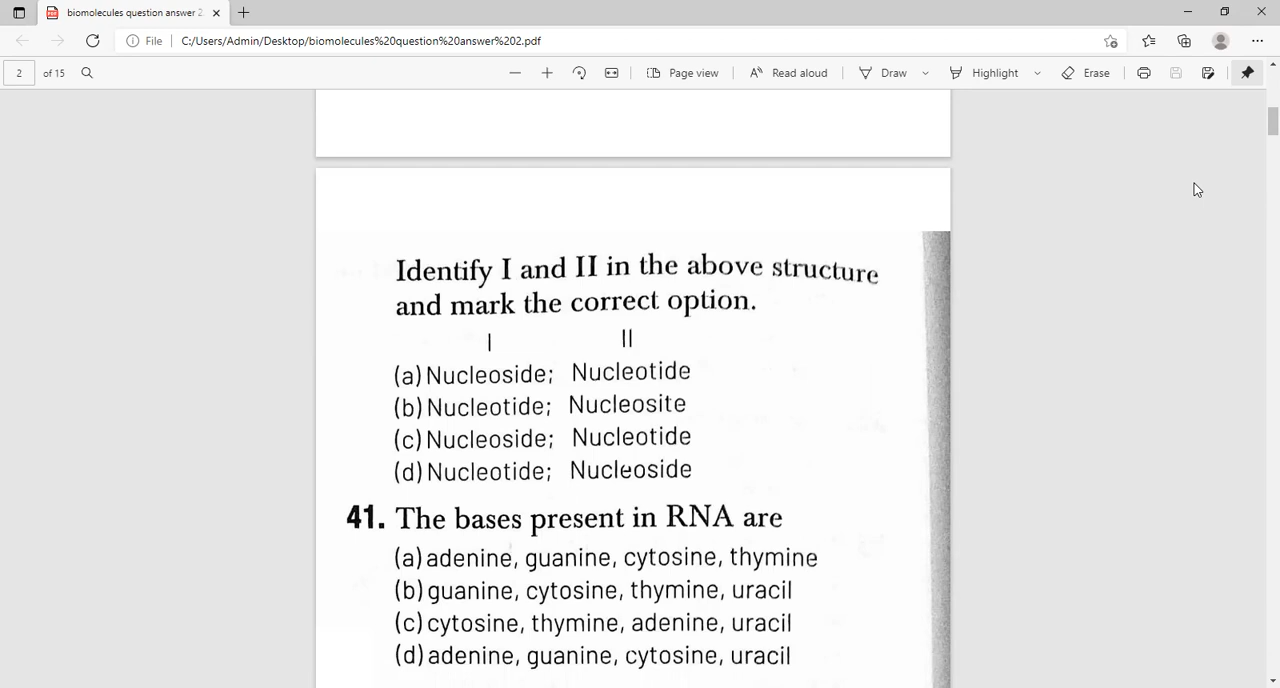 biomolecules question answer 2
File
C:/Users/Admin/Desktop/biomolecules%20question%20answer%202.pdf
2 of 15
Page view
Read aloud
Draw
Highlight
Erase
Identify I and II in the above structure
and mark the correct option.
I II
(a) Nucleoside; Nucleotide
(b) Nucleotide; Nucleosite
(c) Nucleoside; Nucleotide
(d) Nucleotide; Nucleoside
41. The bases present in RNA are
(a) adenine, guanine, cytosine, thymine
(b) guanine, cytosine, thymine, uracil
(c) cytosine, thymine, adenine, uracil
(d) adenine, guanine, cytosine, uracil